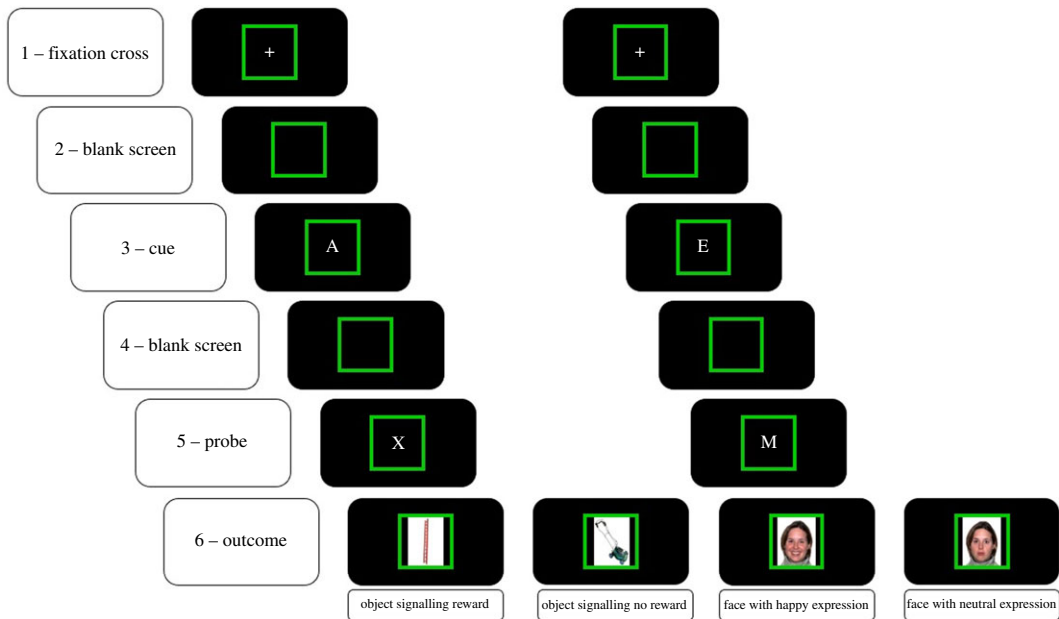 1 – fixation cross
+
+
2 – blank screen
3 – cue
A
E
4 – blank screen
5 – probe
X
M
6 – outcome
object signalling reward
object signalling no reward
face with happy expression
face with neutral expression